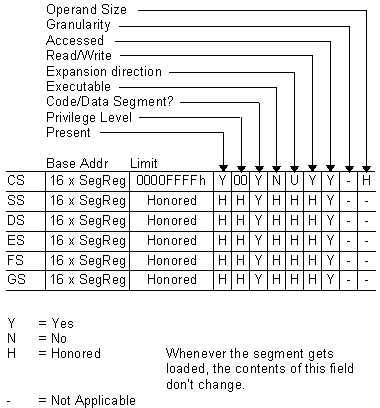 Operand Size
Granularity
Accessed
Read/Write
Expansion direction
Executable
Code/Data Segment?
Privilege Level
Present
Base Addr Limit
CS 16 x SegReg 0000FFFFh Y 00 Y N U Y Y - H
SS 16 x SegReg Honored H H Y H H H Y - -
DS 16 x SegReg Honored H H Y H H H Y - -
ES 16 x SegReg Honored H H Y H H H Y - -
FS 16 x SegReg Honored H H Y H H H Y - -
GS 16 x SegReg Honored H H Y H H H Y - -
Y = Yes
N = No
H = Honored Whenever the segment gets
loaded, the contents of this field
don't change.
- = Not Applicable